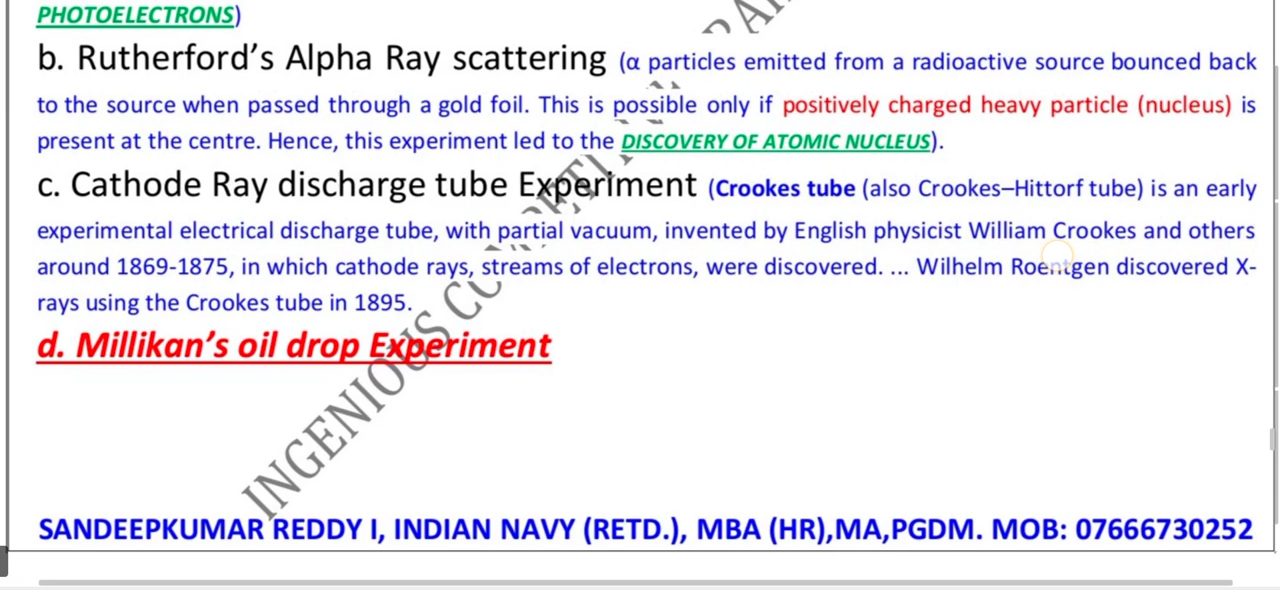 PHOTOELECTRONS)
b. Rutherford’s Alpha Ray scattering (α particles emitted from a radioactive source bounced back
to the source when passed through a gold foil. This is possible only if positively charged heavy particle (nucleus) is
present at the centre. Hence, this experiment led to the DISCOVERY OF ATOMIC NUCLEUS).
c. Cathode Ray discharge tube Experiment (Crookes tube (also Crookes–Hittorf tube) is an early
experimental electrical discharge tube, with partial vacuum, invented by English physicist William Crookes and others
around 1869-1875, in which cathode rays, streams of electrons, were discovered. ... Wilhelm Roentgen discovered X-
rays using the Crookes tube in 1895.
d. Millikan’s oil drop Experiment
INGENIOUS
SANDEEPKUMAR REDDY I, INDIAN NAVY (RETD.), MBA (HR),MA,PGDM. MOB: 07666730252